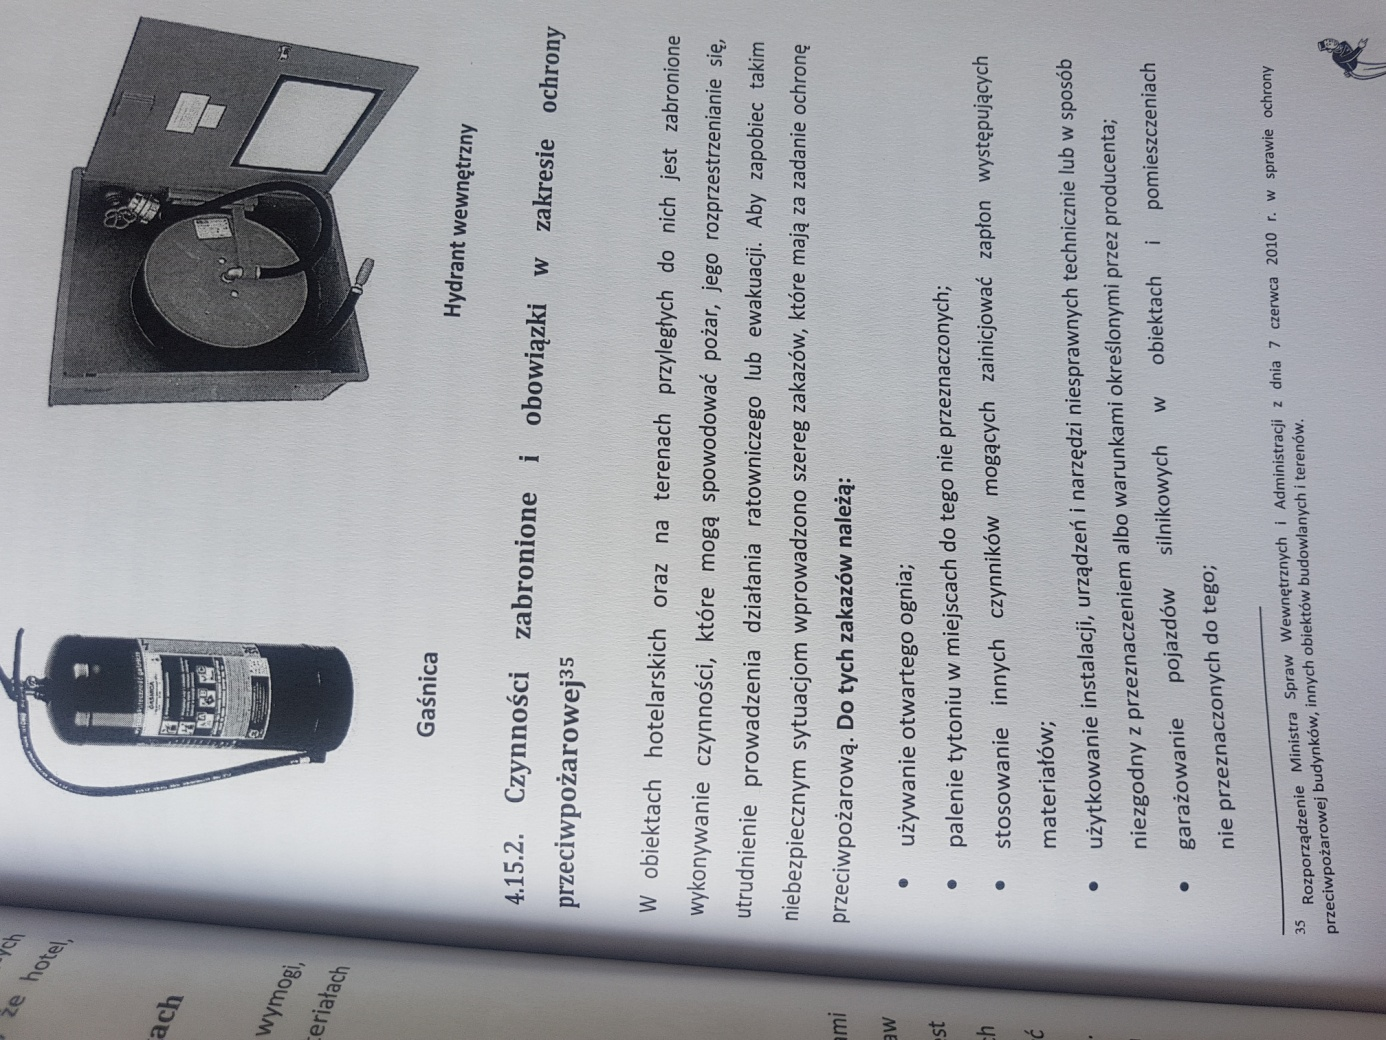 Gaśnica
Hydrant wewnętrzny
4.15.2. Czynności zabronione i obowiązki w zakresie ochrony
przeciwpożarowej³⁵
W obiektach hotelarskich oraz na terenach przyległych do nich jest zabronione
wykonywanie czynności, które mogą spowodować pożar, jego rozprzestrzenianie się,
utrudnienie prowadzenia działania ratowniczego lub ewakuacji. Aby zapobiec takim
niebezpiecznym sytuacjom wprowadzono szereg zakazów, które mają za zadanie ochronę
przeciwpożarową. Do tych zakazów należą:
• używanie otwartego ognia;
• palenie tytoniu w miejscach do tego nie przeznaczonych;
• stosowanie innych czynników mogących zainicjować zapłon występujących
materiałów;
• użytkowanie instalacji, urządzeń i narzędzi niesprawnych technicznie lub w sposób
niezgodny z przeznaczeniem albo warunkami określonymi przez producenta;
• garażowanie pojazdów silnikowych w obiektach i pomieszczeniach
nie przeznaczonych do tego;
35 Rozporządzenie Ministra Spraw Wewnętrznych i Administracji z dnia 7 czerwca 2010 r. w sprawie ochrony
przeciwpożarowej budynków, innych obiektów budowlanych i terenów.
że hotel,
wymogi,